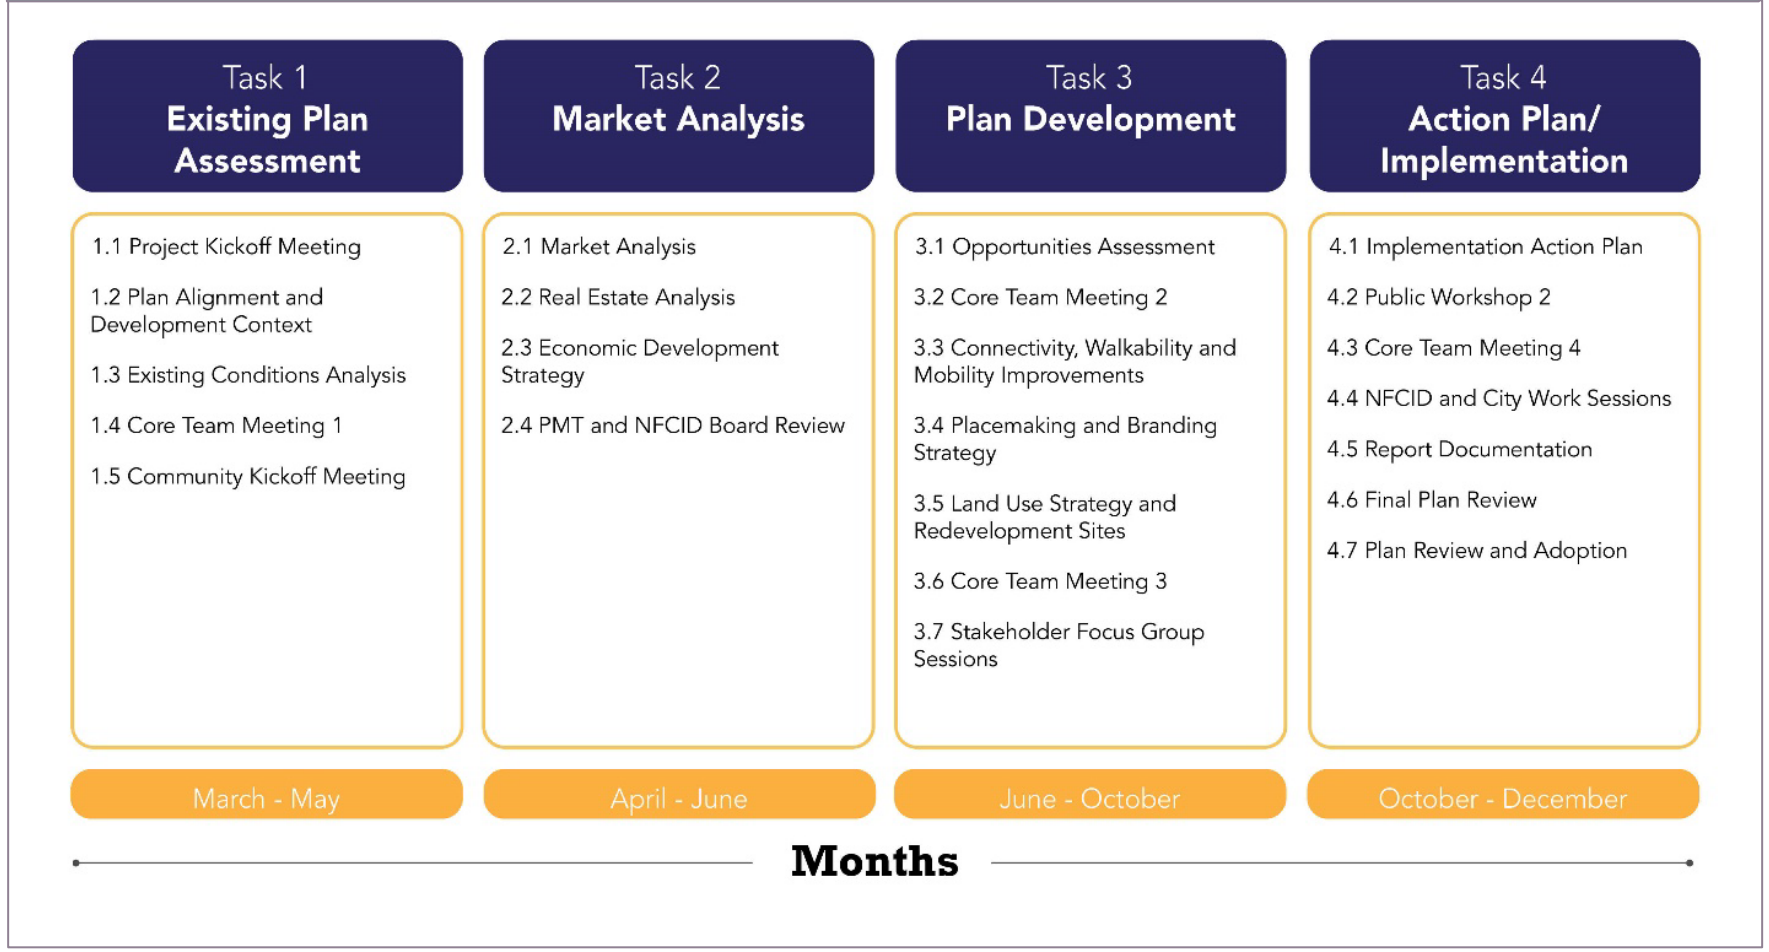 Task 1
Existing Plan
Assessment
1.1 Project Kickoff Meeting
1.2 Plan Alignment and
Development Context
1.3 Existing Conditions Analysis
1.4 Core Team Meeting 1
1.5 Community Kickoff Meeting
March - May
Task 2
Market Analysis
2.1 Market Analysis
2.2 Real Estate Analysis
2.3 Economic Development
Strategy
2.4 PMT and NFCID Board Review
April - June
Task 3
Plan Development
3.1 Opportunities Assessment
3.2 Core Team Meeting 2
3.3 Connectivity, Walkability and
Mobility Improvements
3.4 Placemaking and Branding
Strategy
3.5 Land Use Strategy and
Redevelopment Sites
3.6 Core Team Meeting 3
3.7 Stakeholder Focus Group
Sessions
June - October
Task 4
Action Plan/
Implementation
4.1 Implementation Action Plan
4.2 Public Workshop 2
4.3 Core Team Meeting 4
4.4 NFCID and City Work Sessions
4.5 Report Documentation
4.6 Final Plan Review
4.7 Plan Review and Adoption
October - December
Months